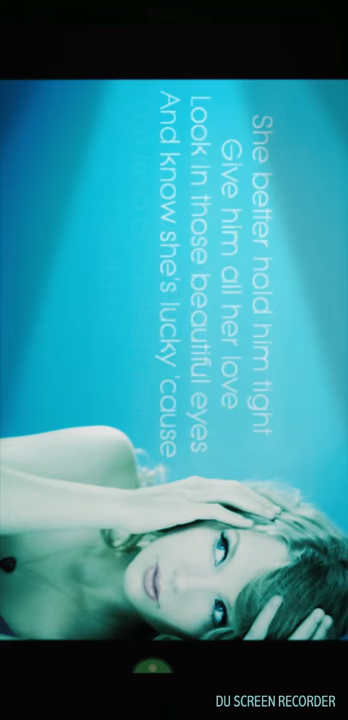 She better hold him tight
Give him all her love
Look in those beautiful eyes
And know she's lucky 'cause
DU SCREEN RECORDER